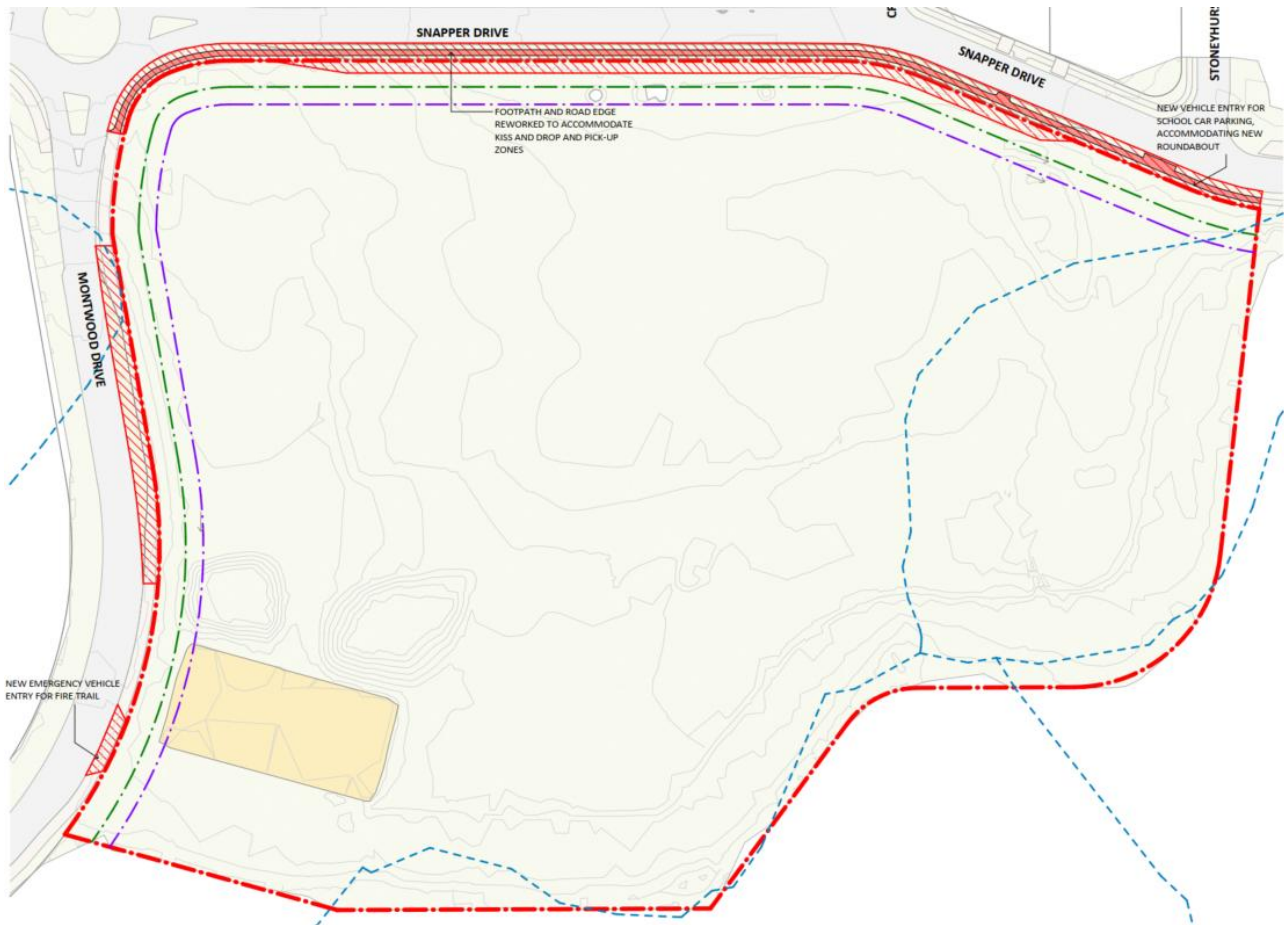 SNAPPER DRIVE
SNAPPER DRIVE
FOOTPATH AND ROAD EDGE
REWORKED TO ACCOMMODATE
KISS AND DROP AND PICK-UP
ZONES
NEW VEHICLE ENTRY FOR
SCHOOL CAR PARKING,
ACCOMMODATING NEW
ROUNDABOUT
MONTWOOD DRIVE
NEW EMERGENCY VEHICLE
ENTRY FOR FIRE TRAIL